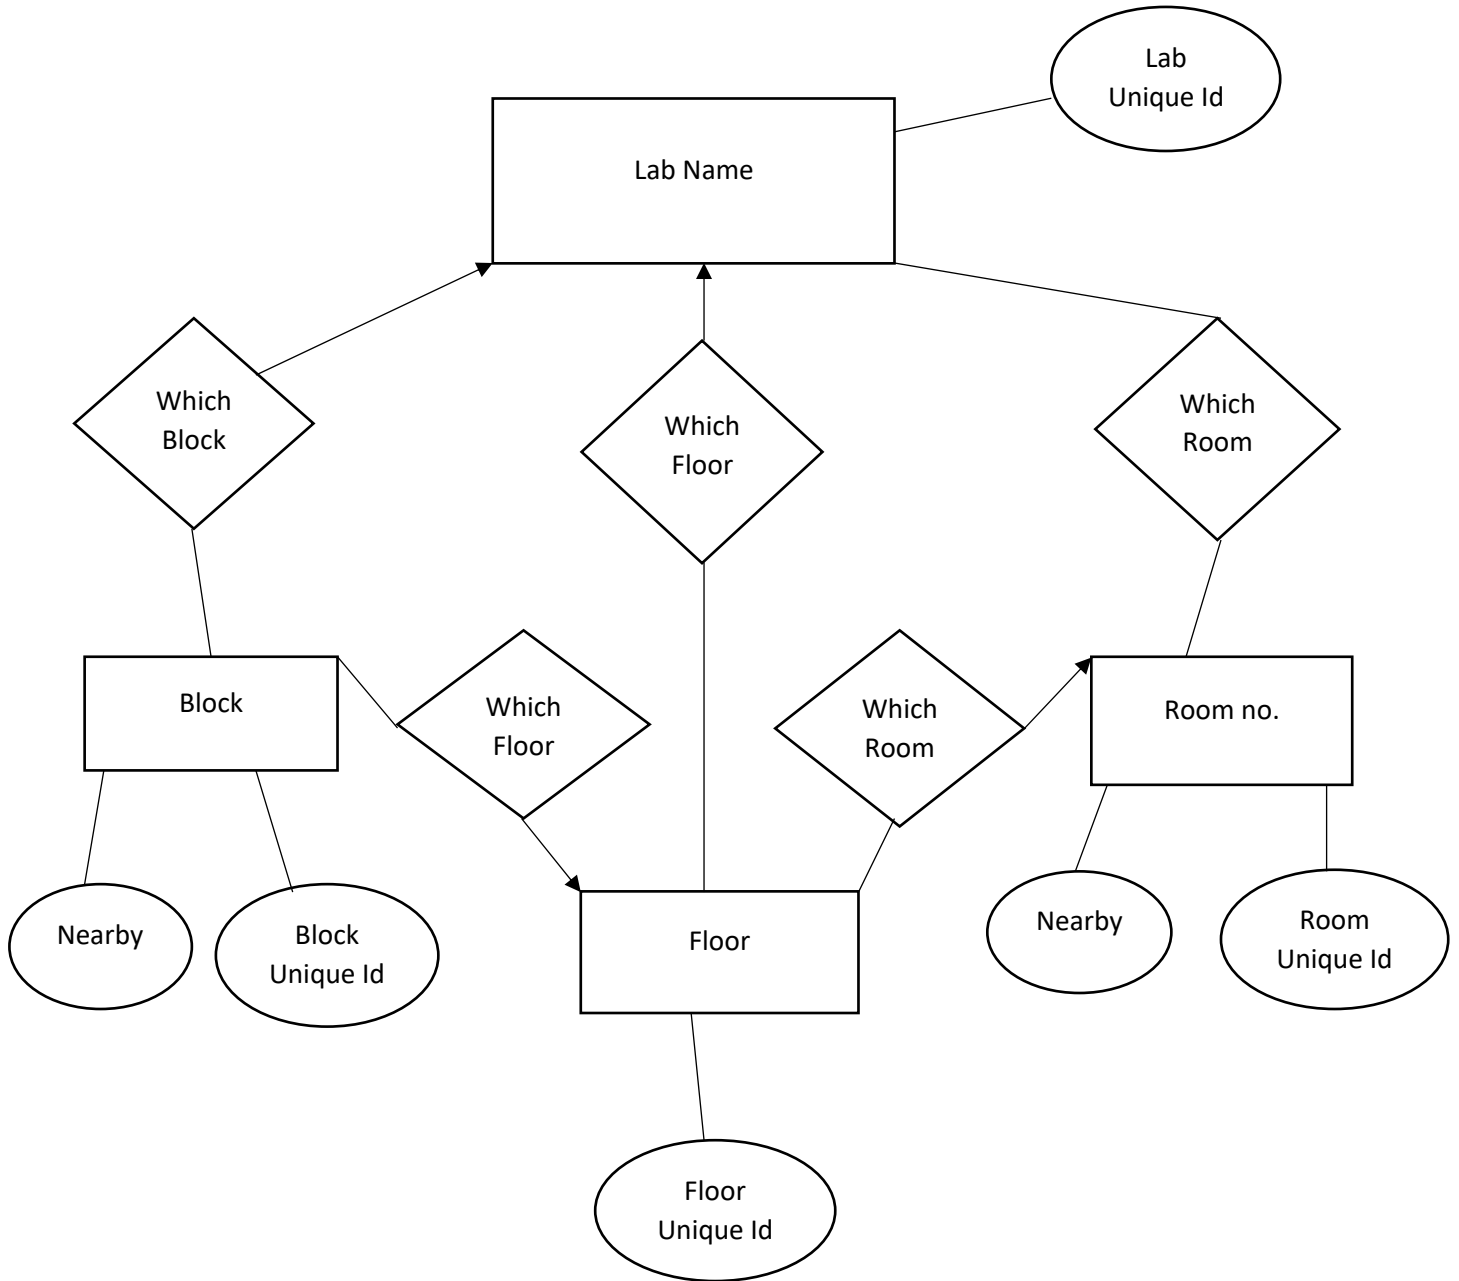 Lab
Unique Id
Lab Name
Which
Block
Which
Floor
Which
Room
Block
Which
Floor
Which
Room
Room no.
Nearby
Block
Unique Id
Floor
Nearby
Room
Unique Id
Floor
Unique Id